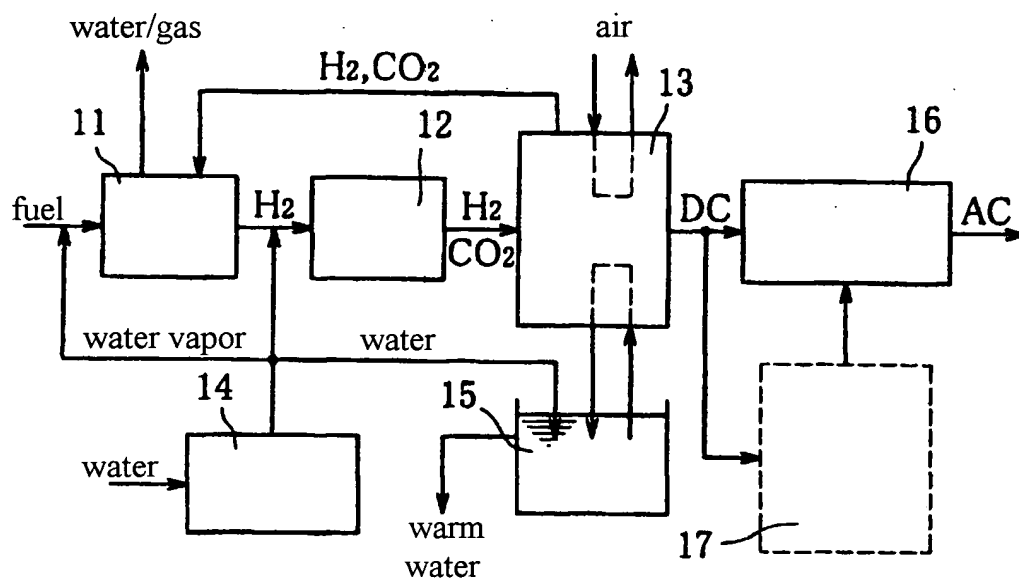 water/gas
air
H2,CO2
13
11
12
16
fuel
H2
H2
CO2
DC
AC
water vapor
water
14
15
water
warm
water
17